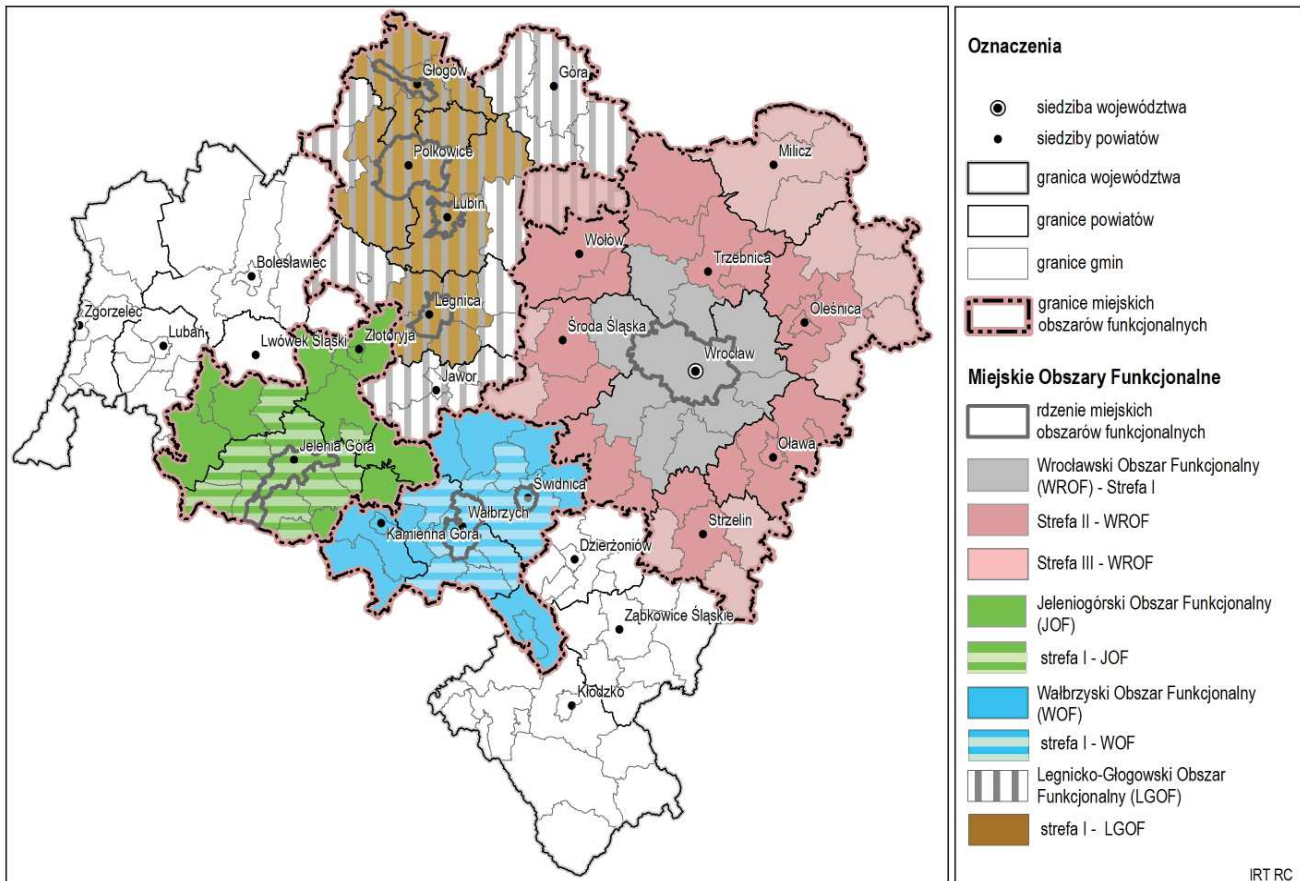 Głogów
Góra
Milicz
Polkowice
Lubin
Wołów
Trzebnica
Bolesławiec
Zgorzelec
Legnica
Oleśnica
Lubań
Środa Śląska
Lwówek Śląski
Złotoryja
Wrocław
Jawor
Jelenia Góra
Oława
Świdnica
Wałbrzych
Kamienna Góra
Strzelin
Dzierżoniów
Ząbkowice Śląskie
Kłodzko
Oznaczenia
siedziba województwa
siedziby powiatów
granica województwa
granice powiatów
granice gmin
granice miejskich
obszarów funkcjonalnych
Miejskie Obszary Funkcjonalne
rdzenie miejskich
obszarów funkcjonalnych
Wrocławski Obszar Funkcjonalny
(WROF) - Strefa I
Strefa II - WROF
Strefa III - WROF
Jeleniogórski Obszar Funkcjonalny
(JOF)
strefa I - JOF
Wałbrzyski Obszar Funkcjonalny
(WOF)
strefa I - WOF
Legnicko-Głogowski Obszar
Funkcjonalny (LGOF)
strefa I - LGOF
IRT RC